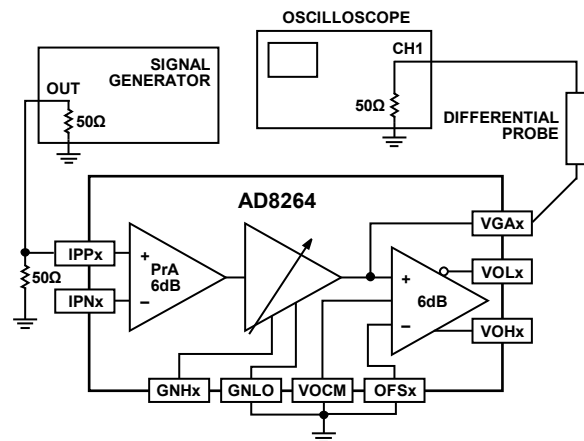 OSCILLOSCOPE
CH1
50Ω
SIGNAL
GENERATOR
OUT
50Ω
DIFFERENTIAL
PROBE
AD8264
VGAx
IPPx
+
PrA
6dB
–
+
6dB
–
VOLx
50Ω
IPNx
VOHx
GNHx
GNLO
VOCM
OFSx